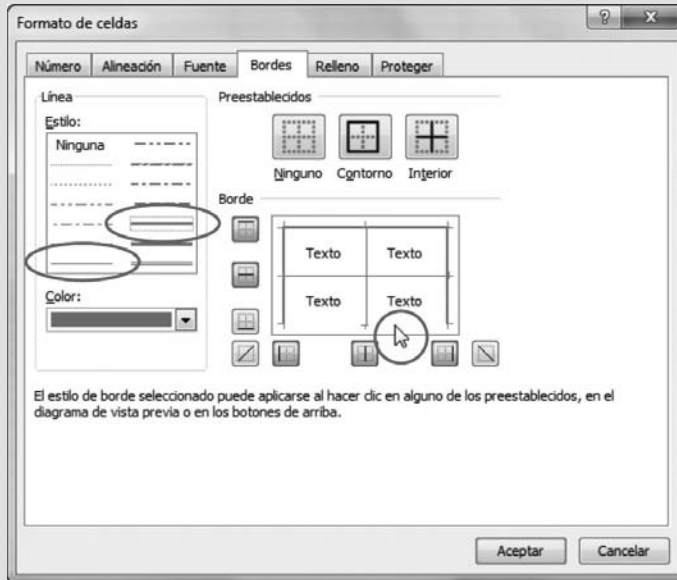 Formato de celdas
Número Alineación Fuente Bordes Relleno Proteger
Línea
Estilo:
Ninguna
Color:
Preestablecidos
Ninguno Contorno Interior
Borde
Texto Texto
Texto Texto
El estilo de borde seleccionado puede aplicarse al hacer clic en alguno de los preestablecidos, en el
diagrama de vista previa o en los botones de arriba.
Aceptar Cancelar